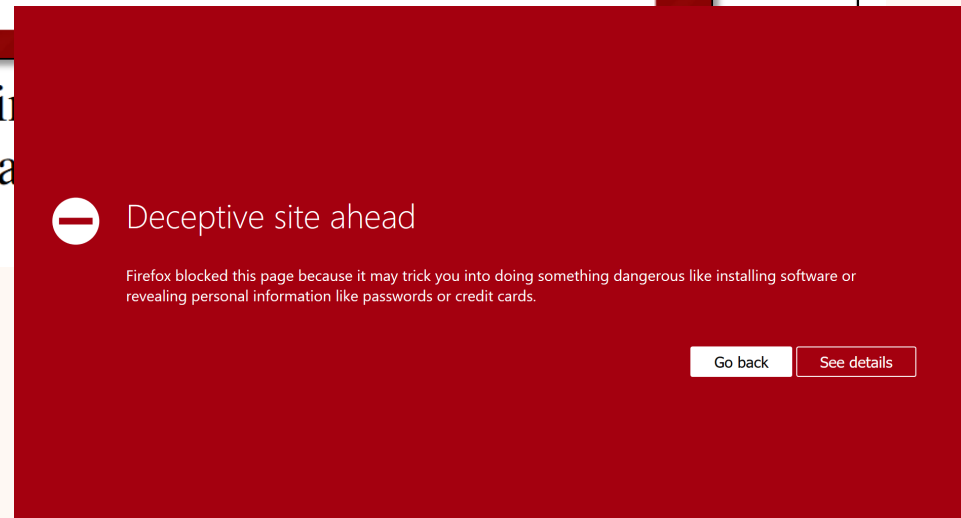 Deceptive site ahead
Firefox blocked this page because it may trick you into doing something dangerous like installing software or
revealing personal information like passwords or credit cards.
Go back
See details